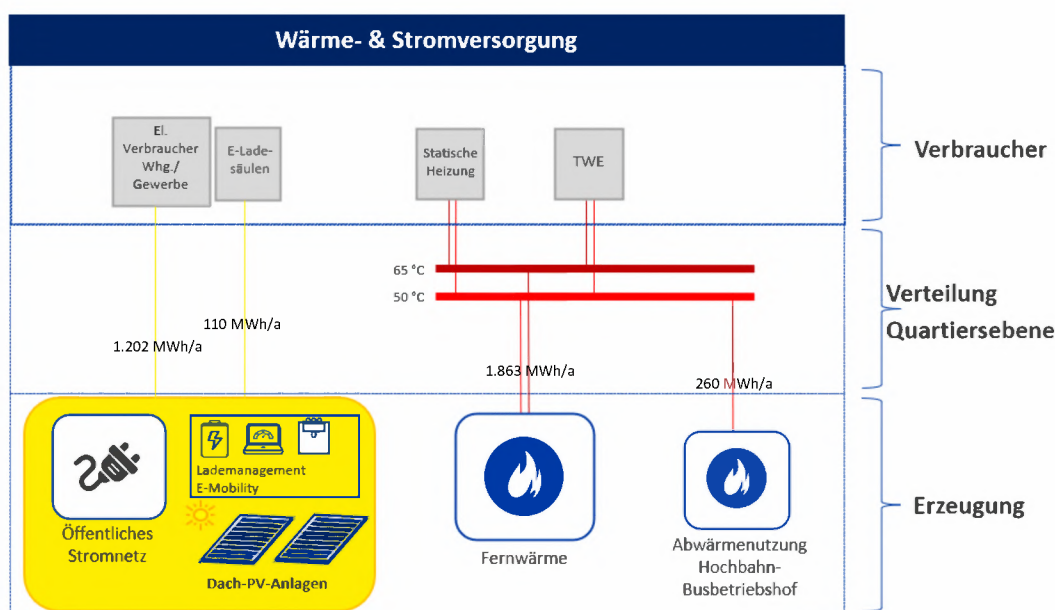 Wärme- & Stromversorgung
El.
Verbraucher
Whg./
Gewerbe
E-Lade-
säulen
Statische
Heizung
TWE
Verbraucher
65 °C
50 °C
Verteilung
Quartiersebene
110 MWh/a
1.202 MWh/a
1.863 MWh/a
260 MWh/a
Lademanagement
E-Mobility
Öffentliches
Stromnetz
Dach-PV-Anlagen
Fernwärme
Abwärmenutzung
Hochbahn-
Busbetriebshof
Erzeugung